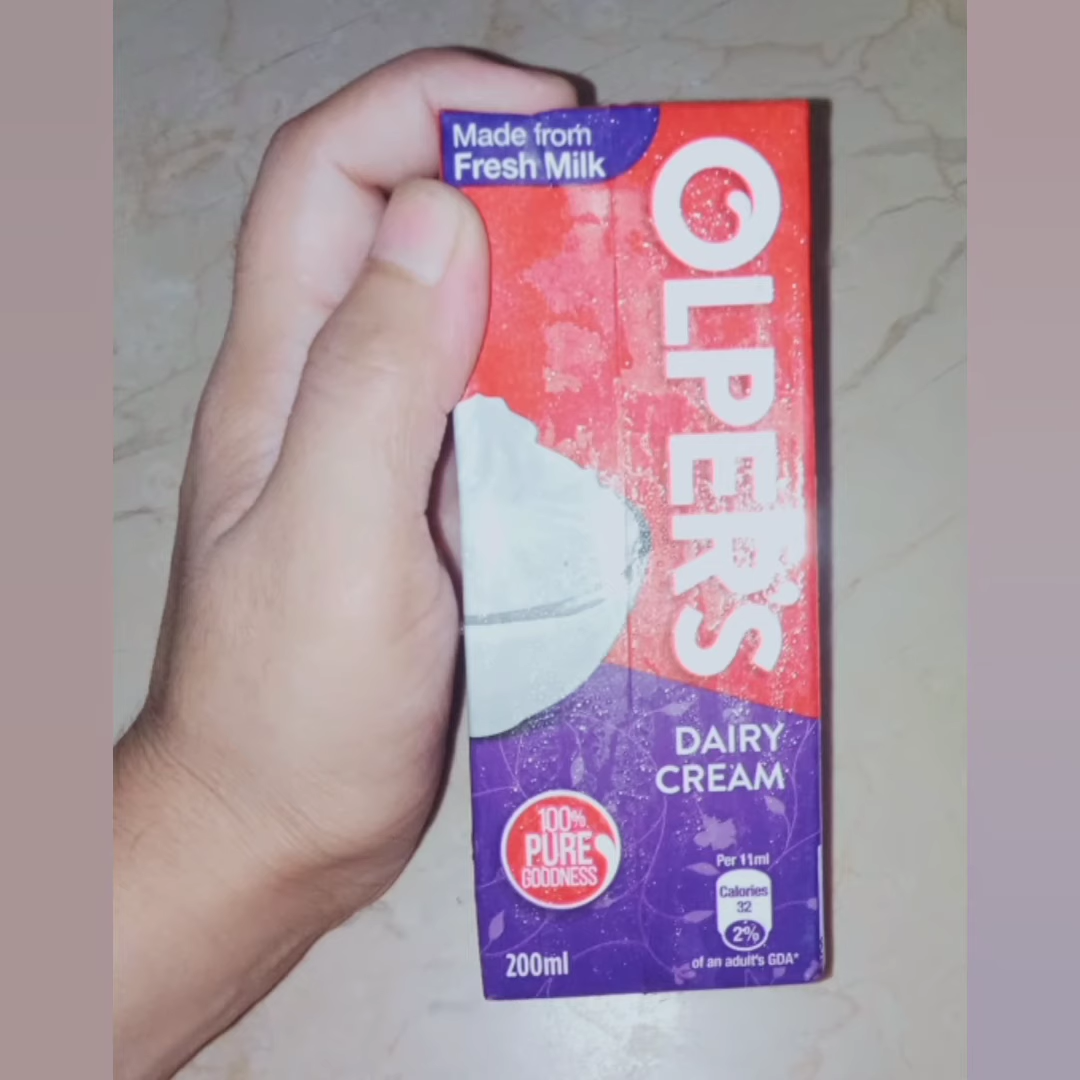 Made from
Fresh Milk
OLPER'S
DAIRY
CREAM
100%
PURE
GOODNESS
Per 11ml
Calories
32
2%
of an adult's GDA*
200ml